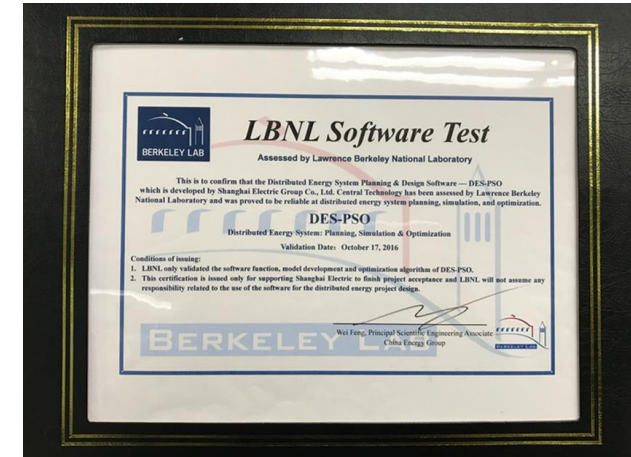 BERKELEY LAB
LBNL Software Test
Assessed by Lawrence Berkeley National Laboratory
This is to confirm that the Distributed Energy System Planning & Design Software — DES-PSO
which is developed by Shanghai Electric Group Co., Ltd. Central Technology has been assessed by Lawrence Berkeley
National Laboratory and was proved to be reliable at distributed energy system planning, simulation, and optimization.
DES-PSO
Distributed Energy System: Planning, Simulation & Optimization
Validation Date: October 17, 2016
Conditions of issuing:
1. LBNL only validated the software function, model development and optimization algorithm of DES-PSO.
2. This certification is issued only for supporting Shanghai Electric to finish project acceptance and LBNL will not assume any
responsibility related to the use of the software for the distributed energy project design.
Wei Feng, Principal Scientific Engineering Associate
China Energy Group
BERKELEY LAB
BERKELEY LAB